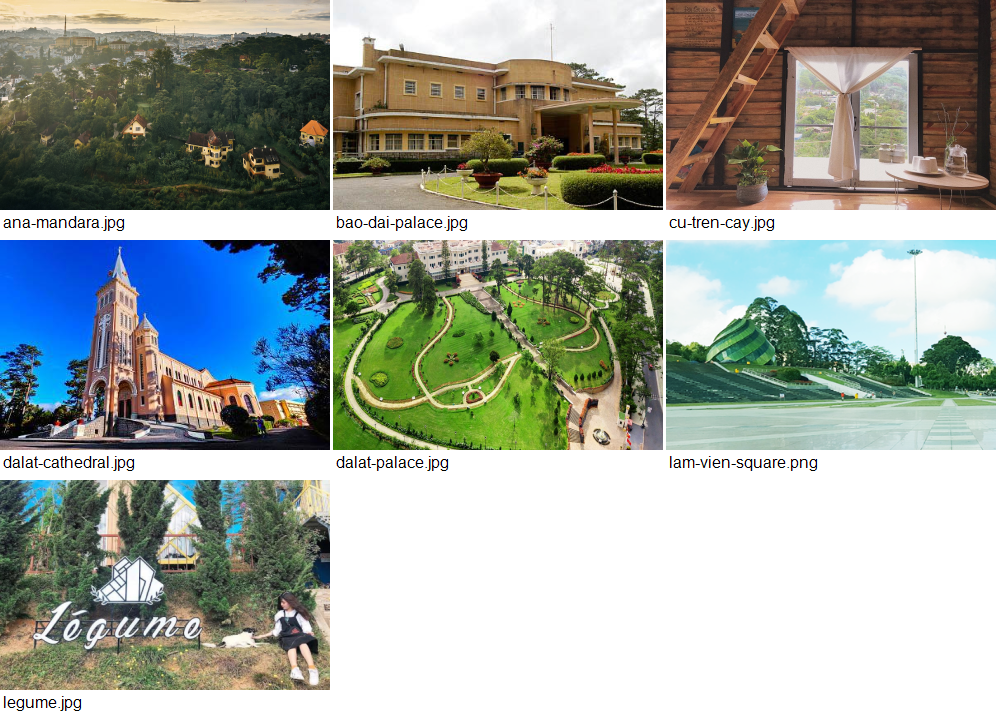 ana-mandara.jpg
bao-dai-palace.jpg
cu-tren-cay.jpg
dalat-cathedral.jpg
dalat-palace.jpg
lam-vien-square.png
Légume
legume.jpg